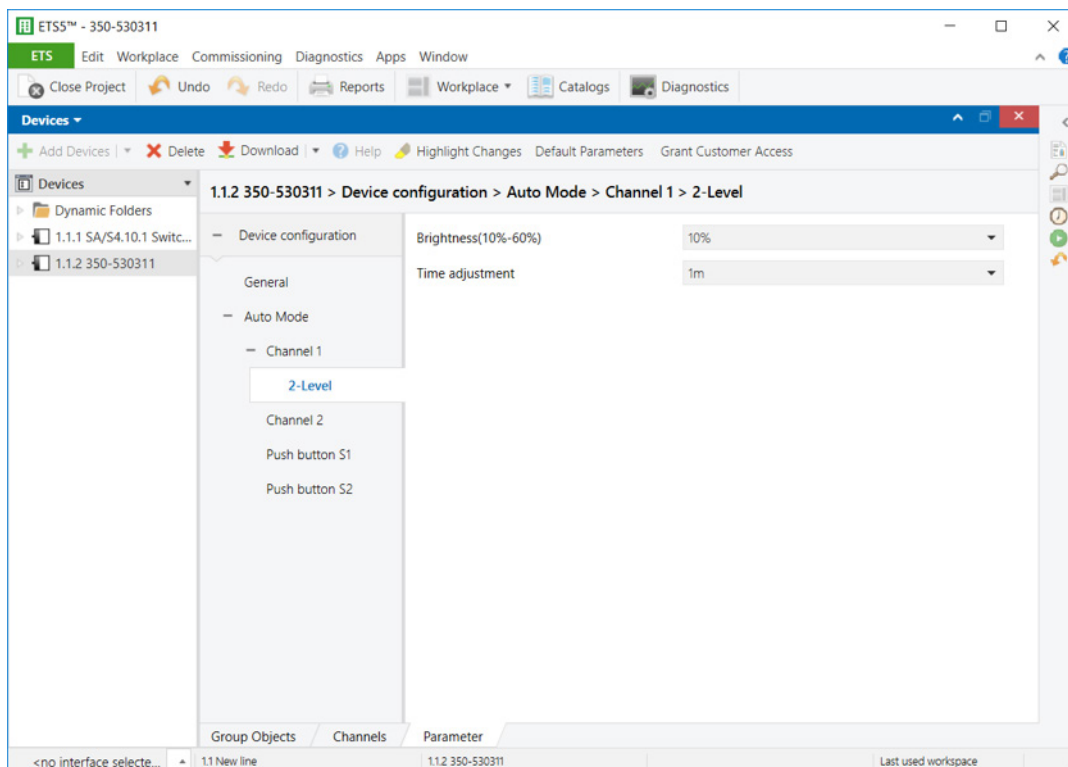 ETS5™ - 350-530311
ETS Edit Workplace Commissioning Diagnostics Apps Window
Close Project Undo Redo Reports Workplace Catalogs Diagnostics
Devices
Add Devices Delete Download Help Highlight Changes Default Parameters Grant Customer Access
Devices
Dynamic Folders
1.1.1 SA/S4.10.1 Switc...
1.1.2 350-530311
1.1.2 350-530311 > Device configuration > Auto Mode > Channel 1 > 2-Level
Device configuration
General
Auto Mode
Channel 1
2-Level
Channel 2
Push button S1
Push button S2
Brightness(10%-60%) 10%
Time adjustment 1m
Group Objects Channels Parameter
<no interface selecte... 1.1 New line 1.1.2 350-530311 Last used workspace